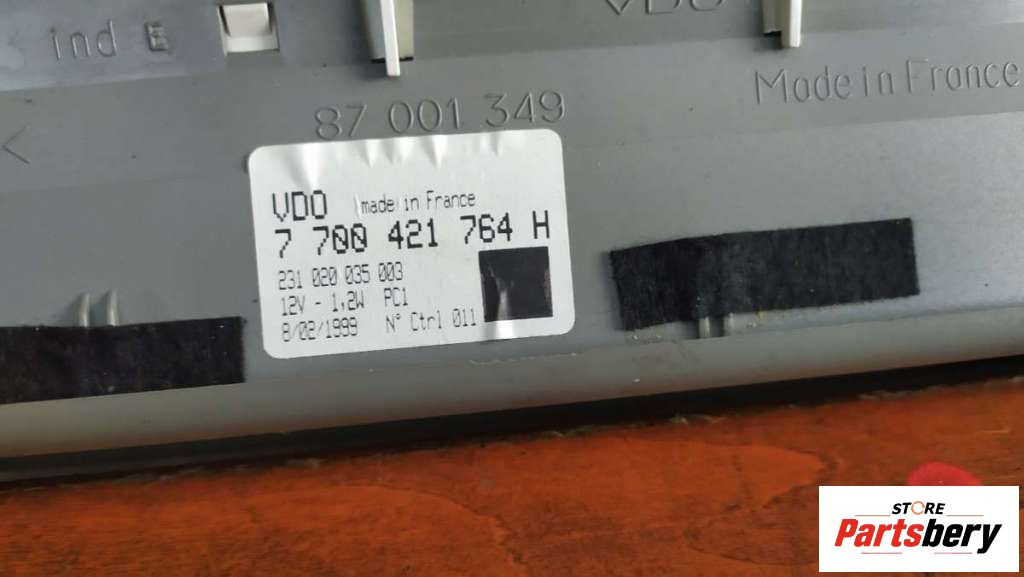 ind E
VDO
Made in France
<
87 001 349
VDO made in France
7 700 421 764 H
231 020 035 003
12V - 1,2W PC1
8/02/1999 N° Ctrl 011
STORE
Partsbery